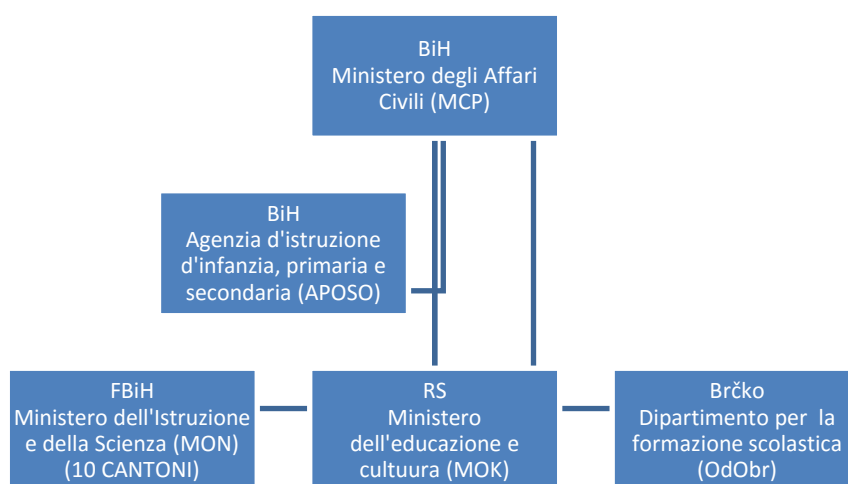 BiH
Ministero degli Affari
Civili (MCP)
BiH
Agenzia d'istruzione
d'infanzia, primaria e
secondaria (APOSO)
FBiH
Ministero dell'Istruzione
e della Scienza (MON)
(10 CANTONI)
RS
Ministero
dell'educazione e
cultuura (MOK)
Brčko
Dipartimento per la
formazione scolastica
(OdObr)